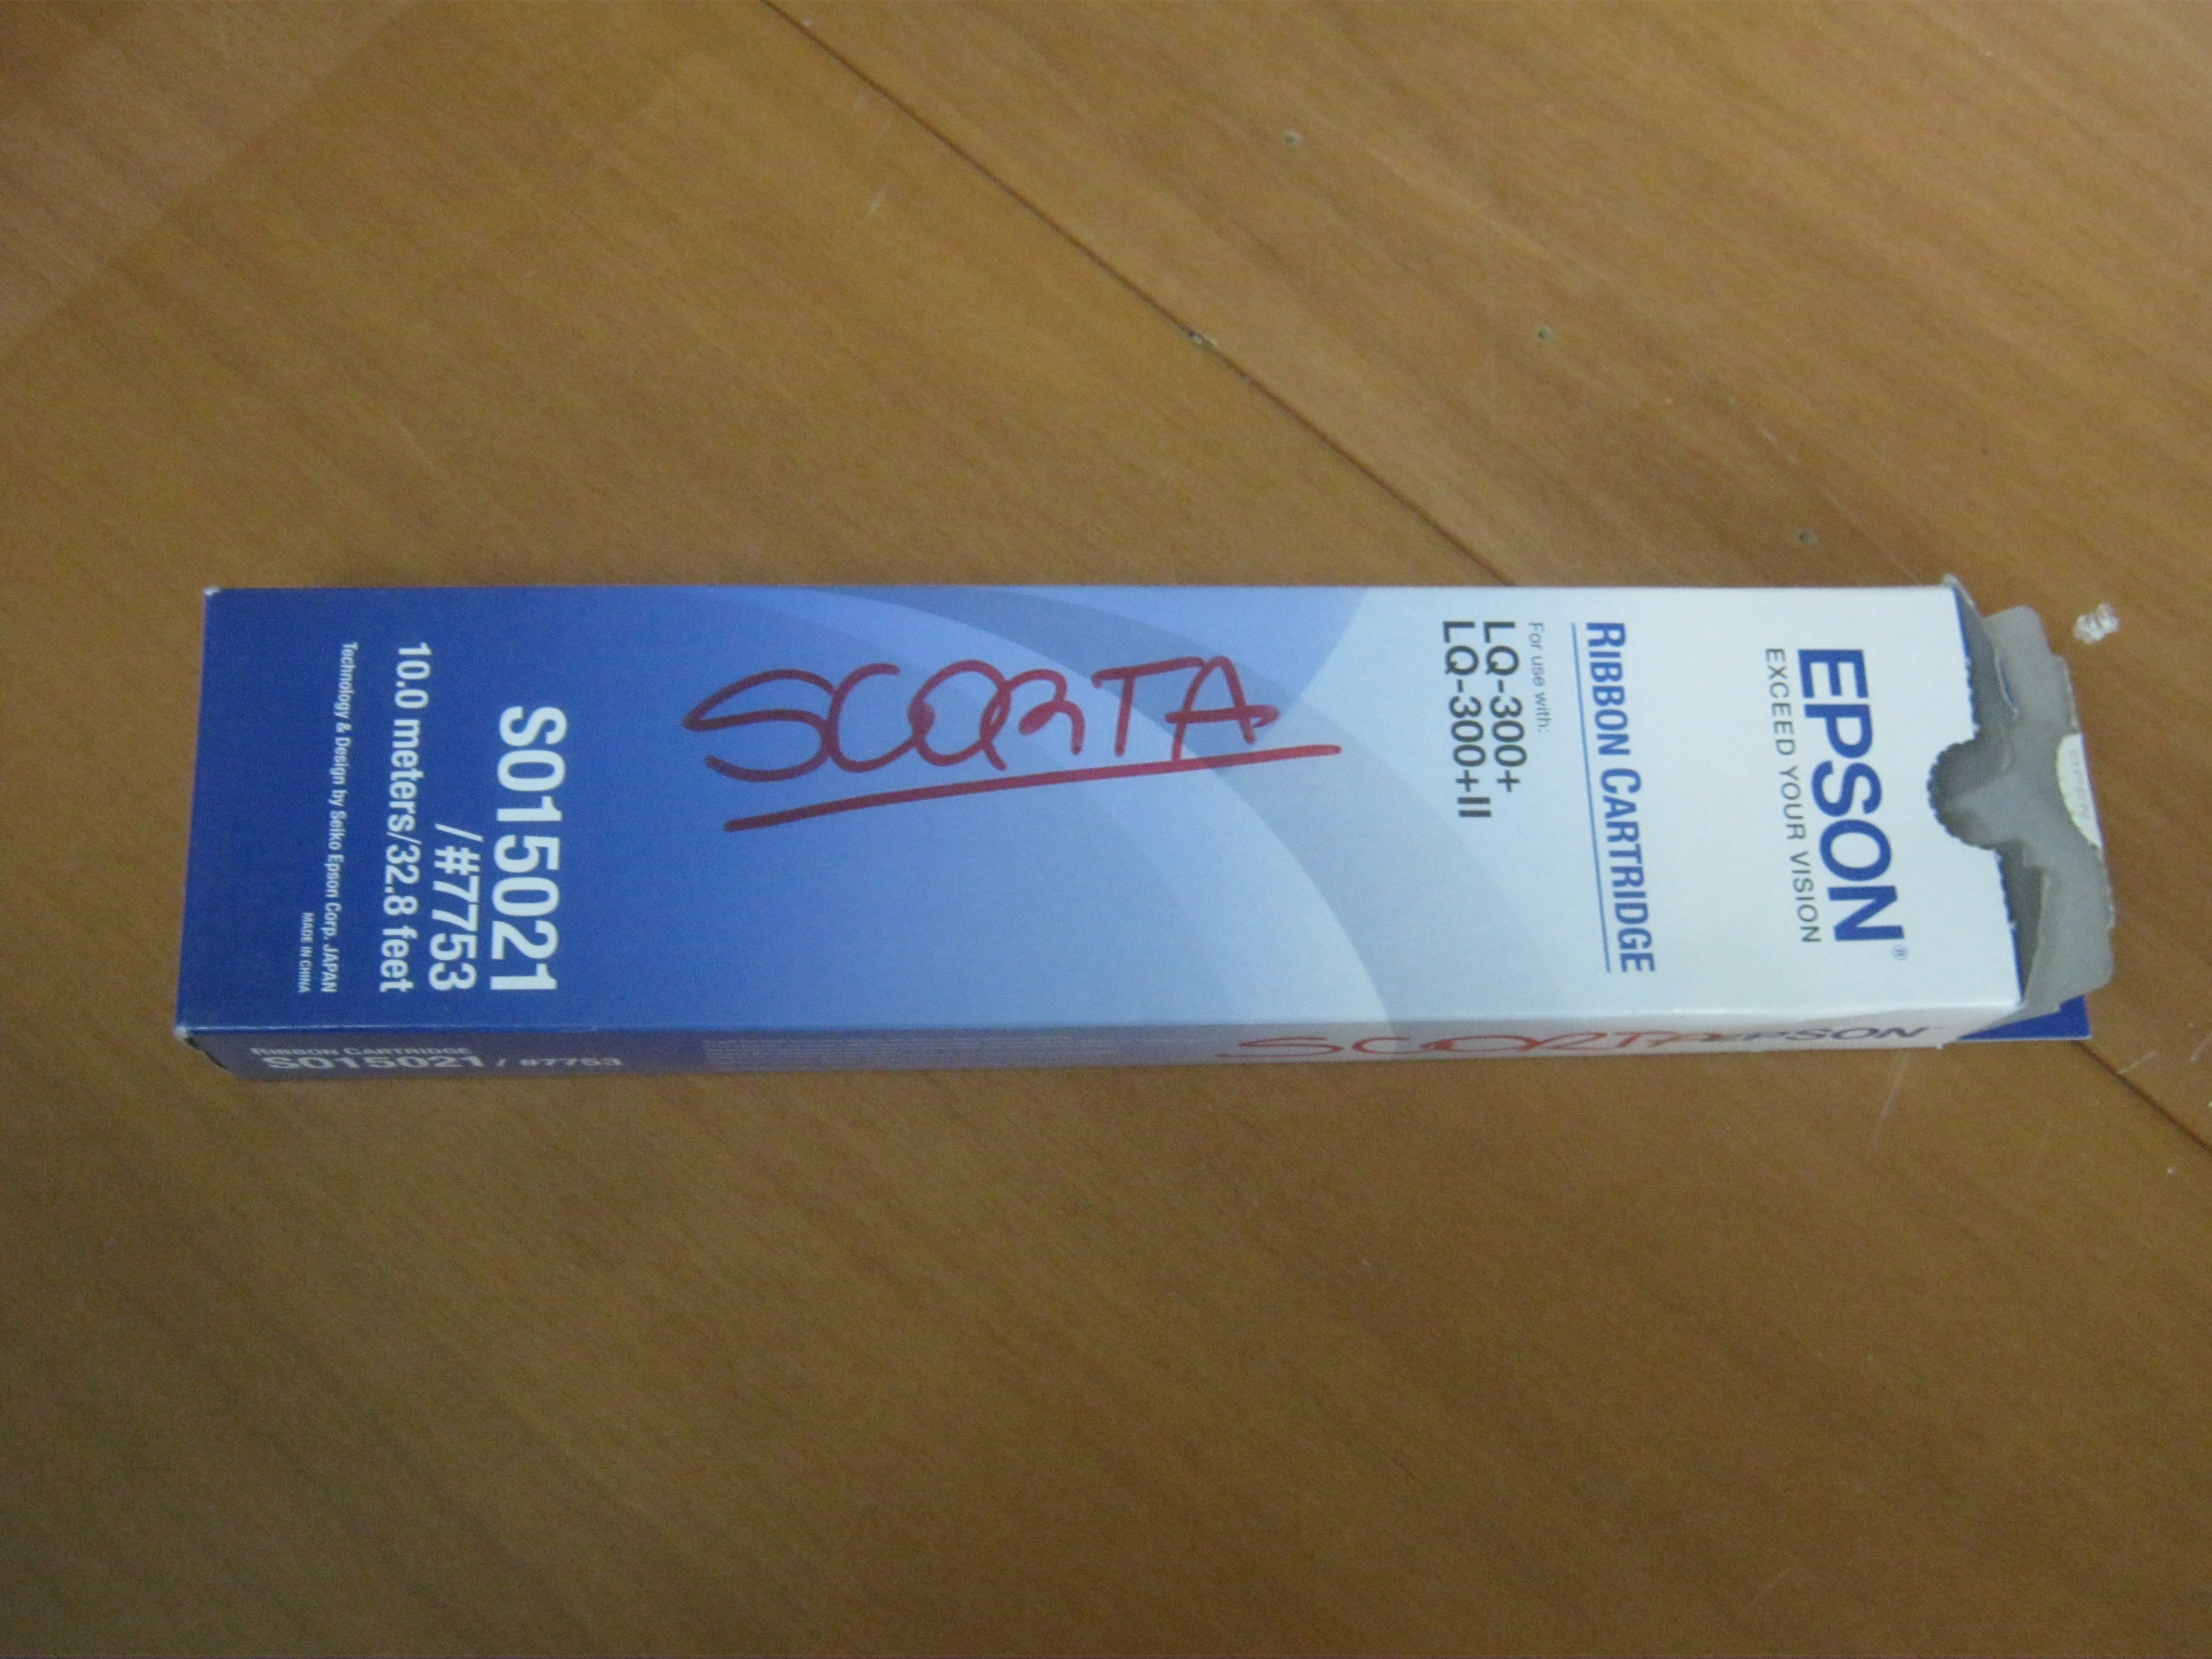 EPSON®
EXCEED YOUR VISION
RIBBON CARTRIDGE
For use with:
LQ-300+
LQ-300+II
SCORTA
S015021
/#7753
10.0 meters/32.8 feet
Technology & Design by Seiko Epson Corp. JAPAN
MADE IN CHINA
RIBBON CARTRIDGE
S015021 / #7753
SCORTA
EPSON
OPEN